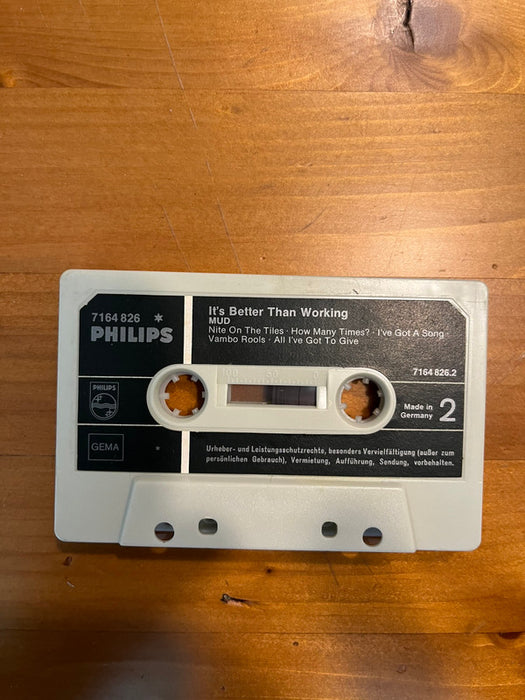 7164 826 *
PHILIPS
It's Better Than Working
MUD
Nite On The Tiles · How Many Times? · I've Got A Song ·
Vambo Rools · All I've Got To Give
7164 826.2
100 50 0
PHILIPS
Made in
Germany 2
GEMA *
Urheber- und Leistungsschutzrechte, besonders Vervielfältigung (außer zum
persönlichen Gebrauch), Vermietung, Aufführung, Sendung, vorbehalten.